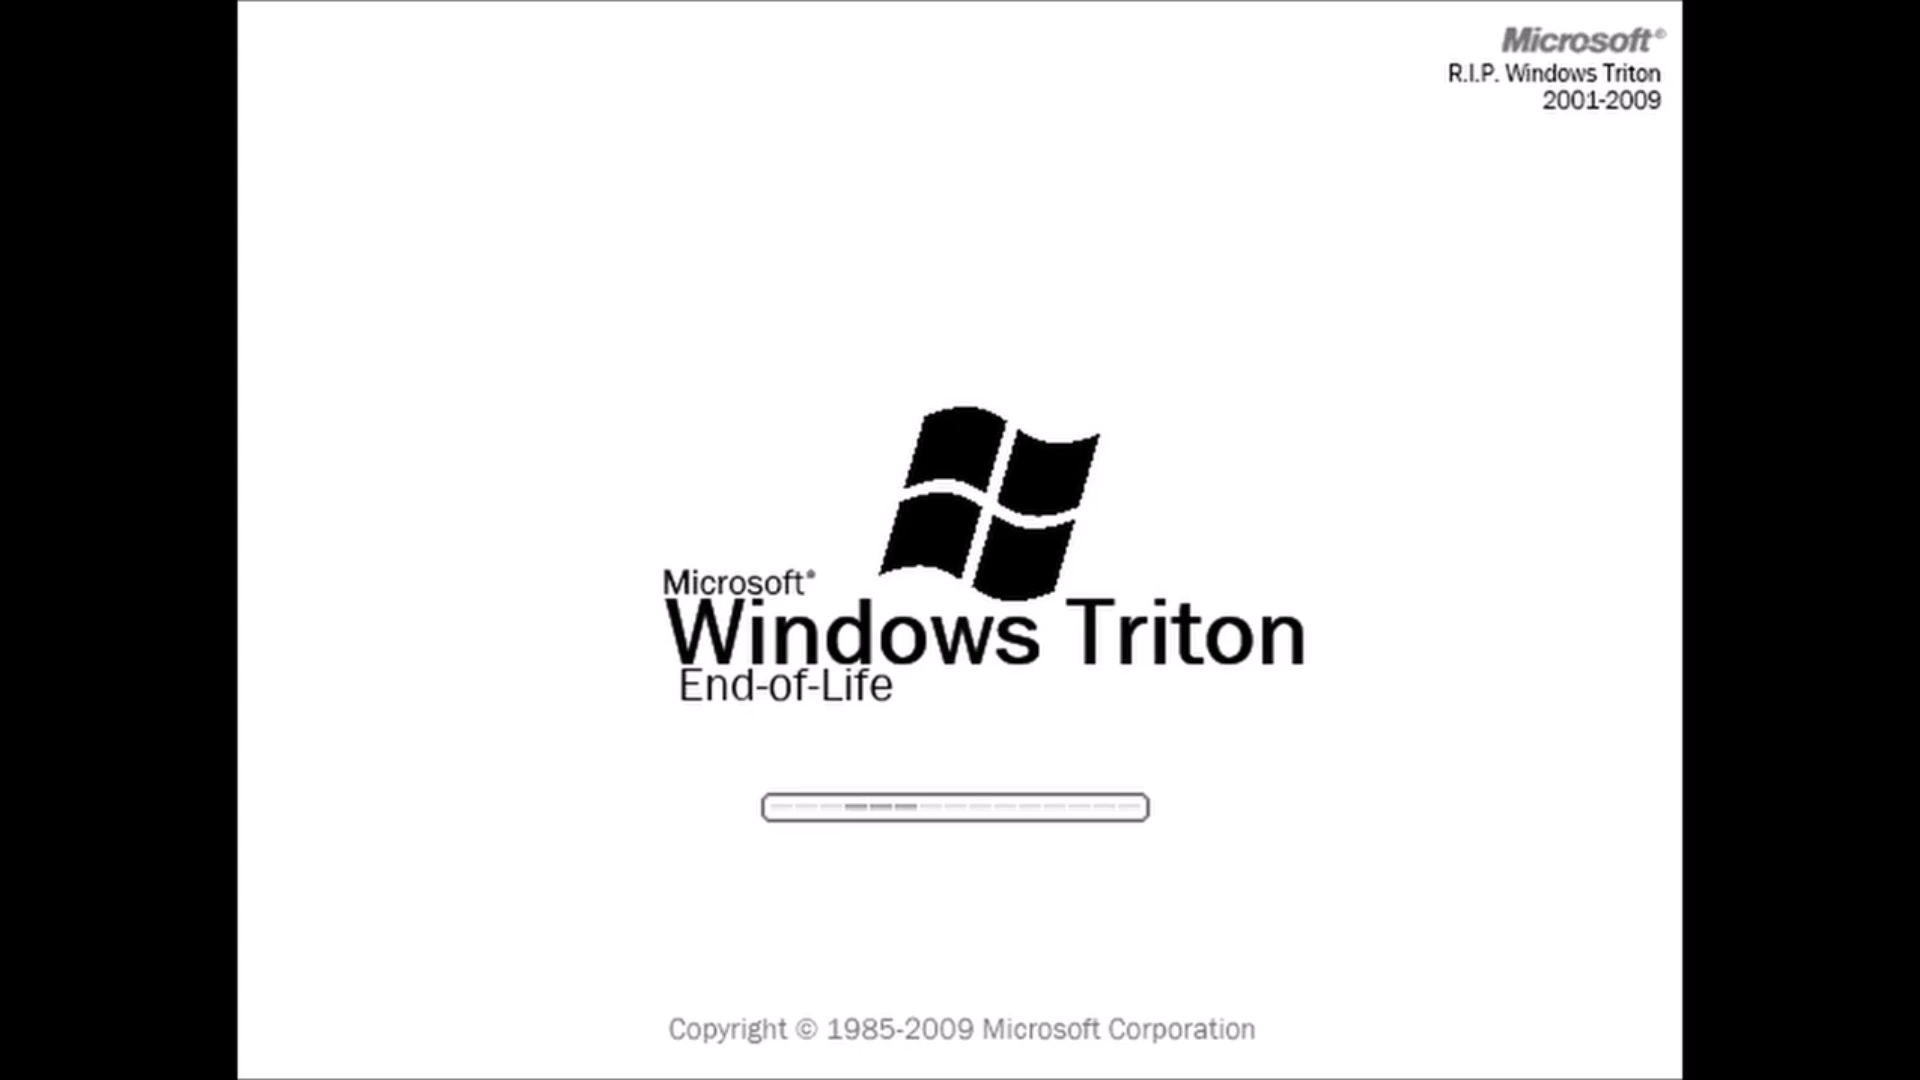 Microsoft®
R.I.P. Windows Triton
2001-2009
Microsoft®
Windows Triton
End-of-Life
Copyright © 1985-2009 Microsoft Corporation